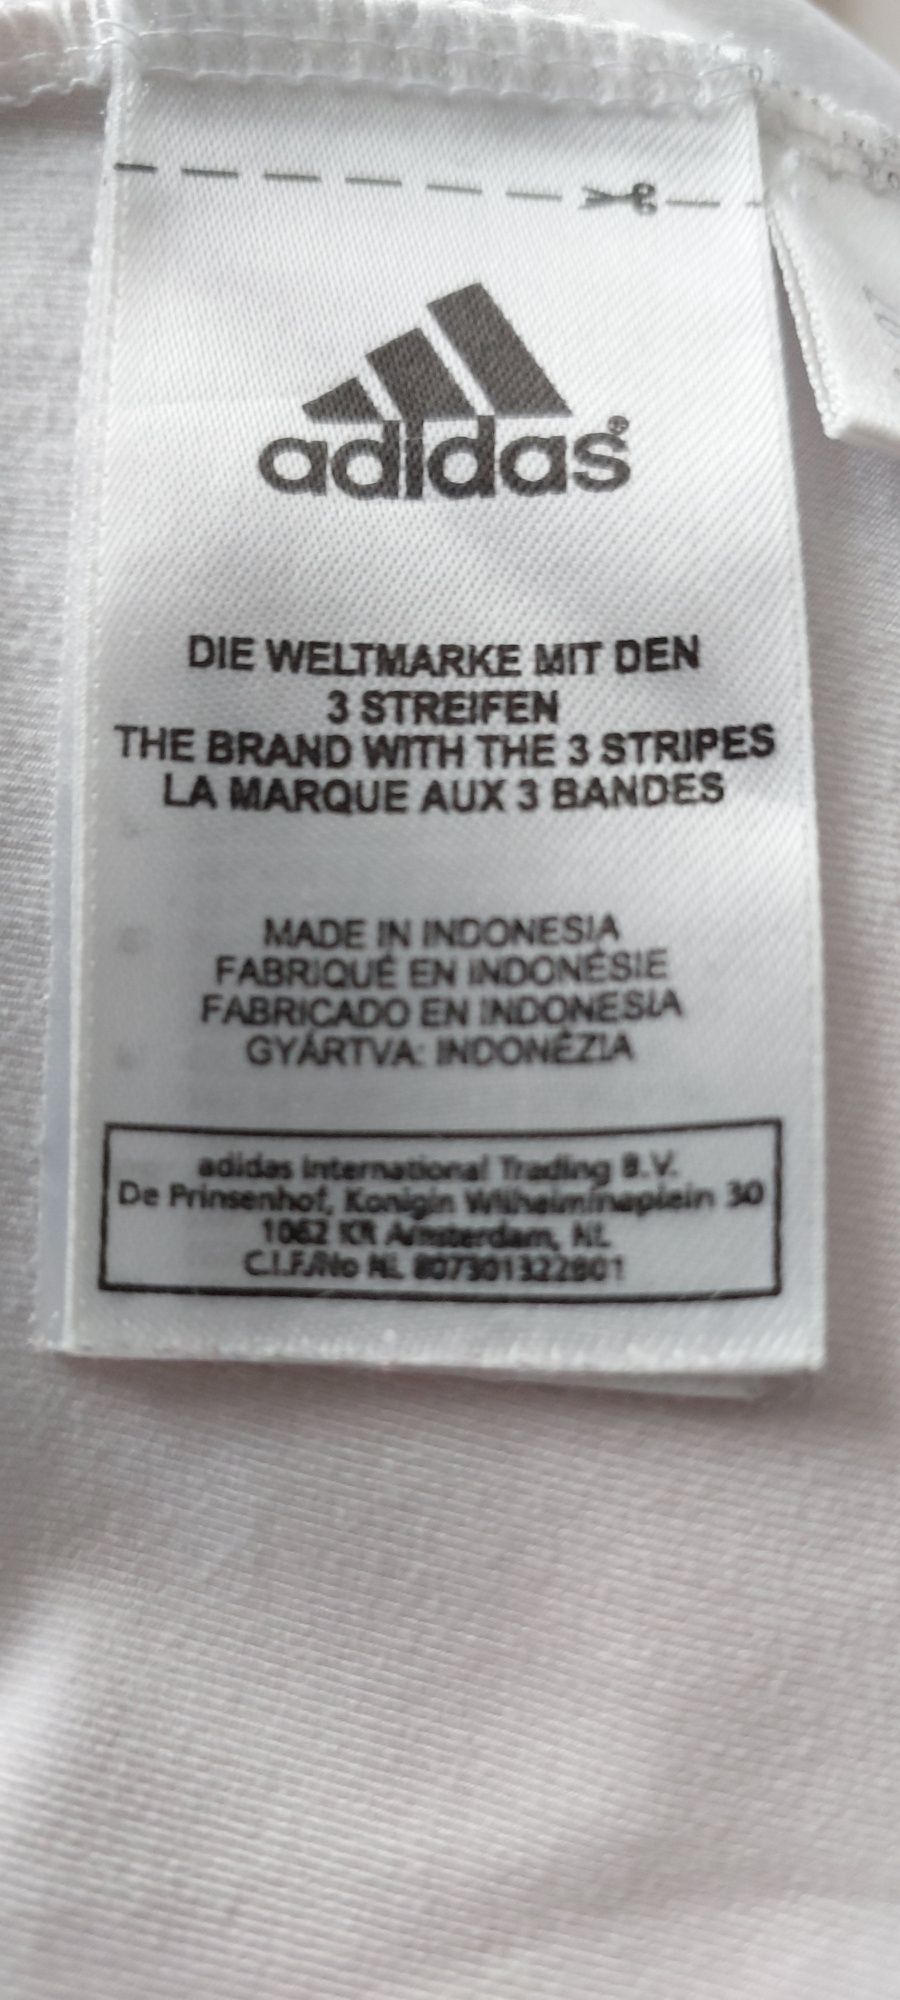 adidas®
DIE WELTMARKE MIT DEN
3 STREIFEN
THE BRAND WITH THE 3 STRIPES
LA MARQUE AUX 3 BANDES
MADE IN INDONESIA
FABRIQUÉ EN INDONÉSIE
FABRICADO EN INDONESIA
GYÁRTVA: INDONÉZIA
adidas International Trading B.V.
De Prinsenhof, Konigin Wilhelminaplein 30
1062 KR Amsterdam, NL
C.I.F./No NL 807301322B01